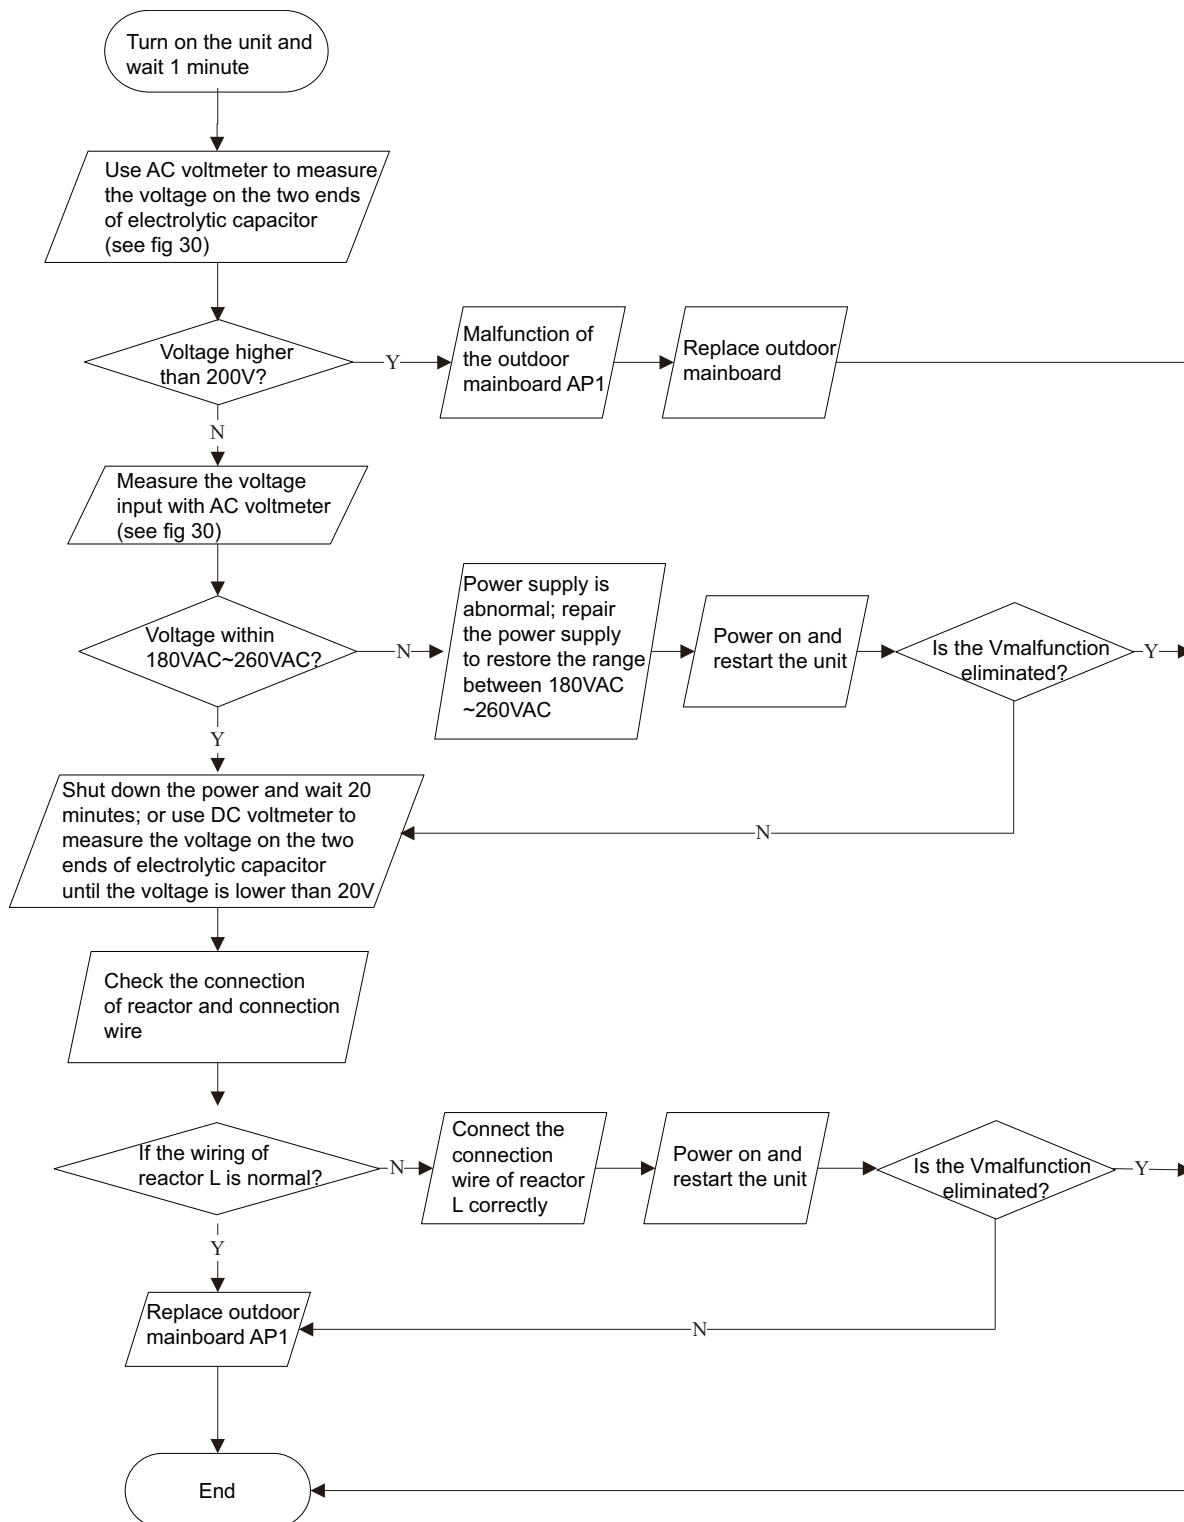 Turn on the unit and
wait 1 minute
Use AC voltmeter to measure
the voltage on the two ends
of electrolytic capacitor
(see fig 30)
Voltage higher
than 200V?
Y
Malfunction of
the outdoor
mainboard AP1
Replace outdoor
mainboard
N
Measure the voltage
input with AC voltmeter
(see fig 30)
Voltage within
180VAC~260VAC?
N
Power supply is
abnormal; repair
the power supply
to restore the range
between 180VAC
~260VAC
Power on and
restart the unit
Is the Vmalfunction
eliminated?
Y
Y
N
Shut down the power and wait 20
minutes; or use DC voltmeter to
measure the voltage on the two
ends of electrolytic capacitor
until the voltage is lower than 20V
Check the connection
of reactor and connection
wire
If the wiring of
reactor L is normal?
N
Connect the
connection
wire of reactor
L correctly
Power on and
restart the unit
Is the Vmalfunction
eliminated?
Y
Y
N
Replace outdoor
mainboard AP1
End